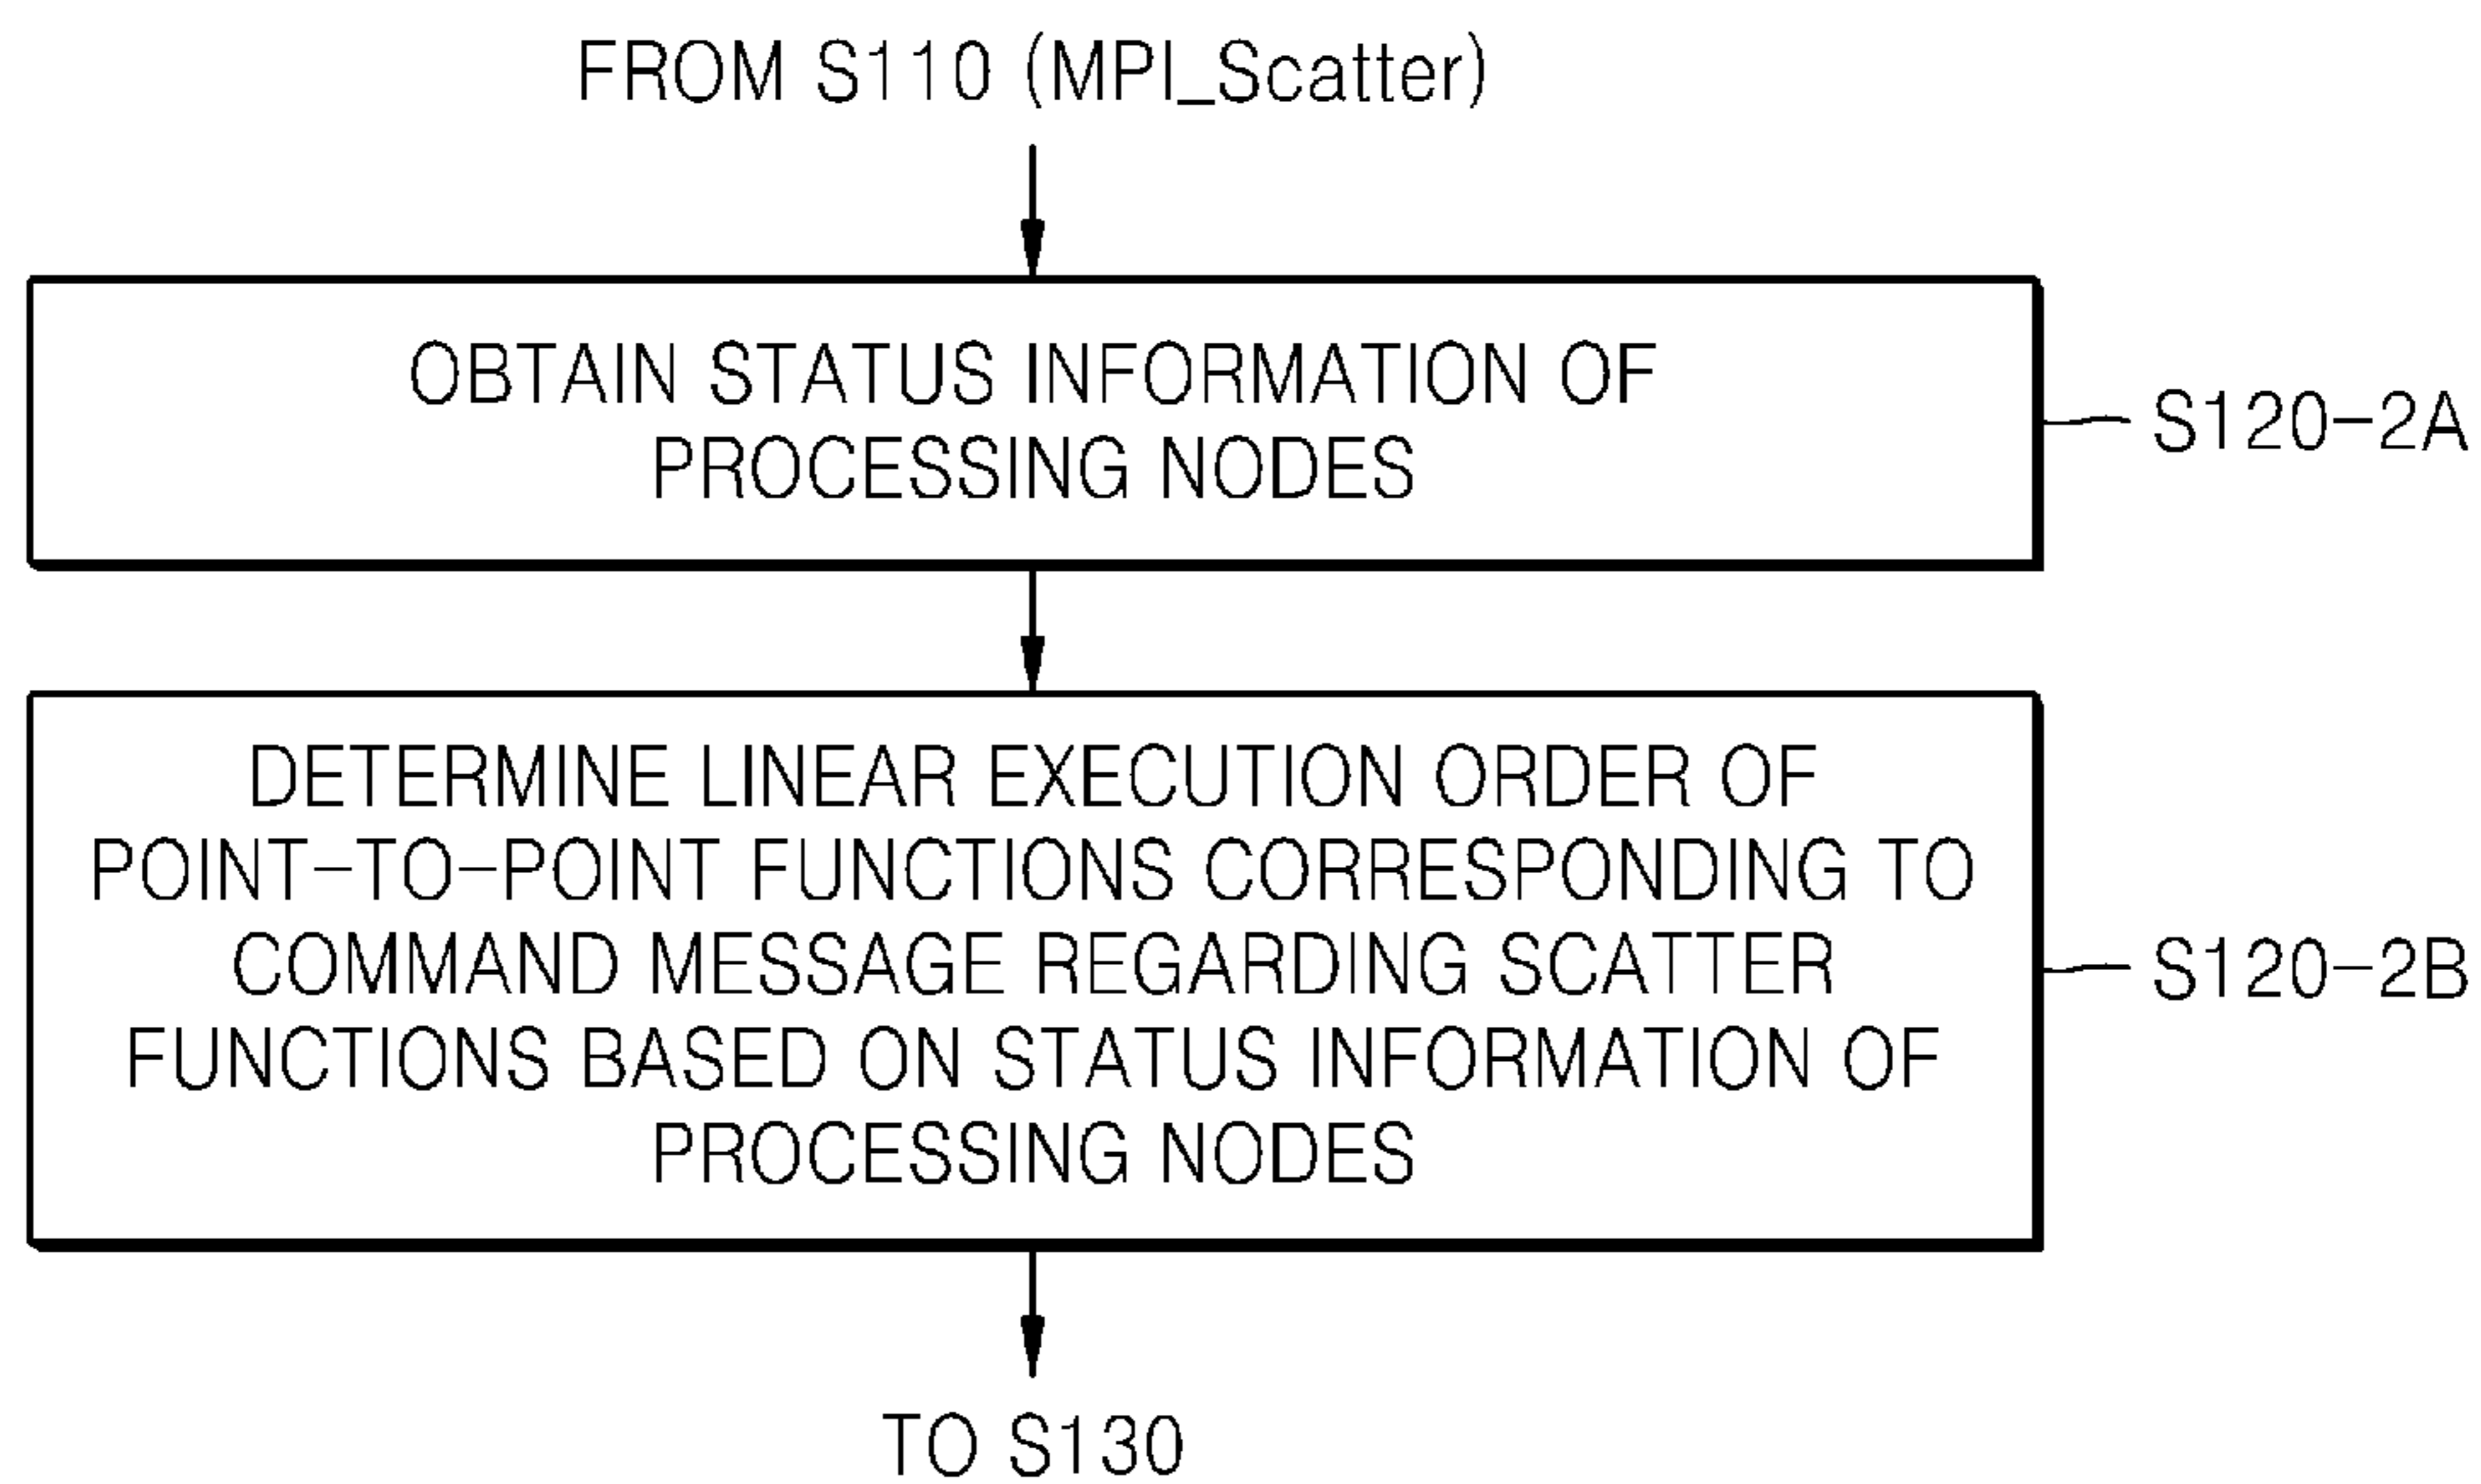 FROM S110 (MPI_Scatter)
OBTAIN STATUS INFORMATION OF
PROCESSING NODES
S120-2A
DETERMINE LINEAR EXECUTION ORDER OF
POINT-TO-POINT FUNCTIONS CORRESPONDING TO
COMMAND MESSAGE REGARDING SCATTER
FUNCTIONS BASED ON STATUS INFORMATION OF
PROCESSING NODES
S120-2B
TO S130